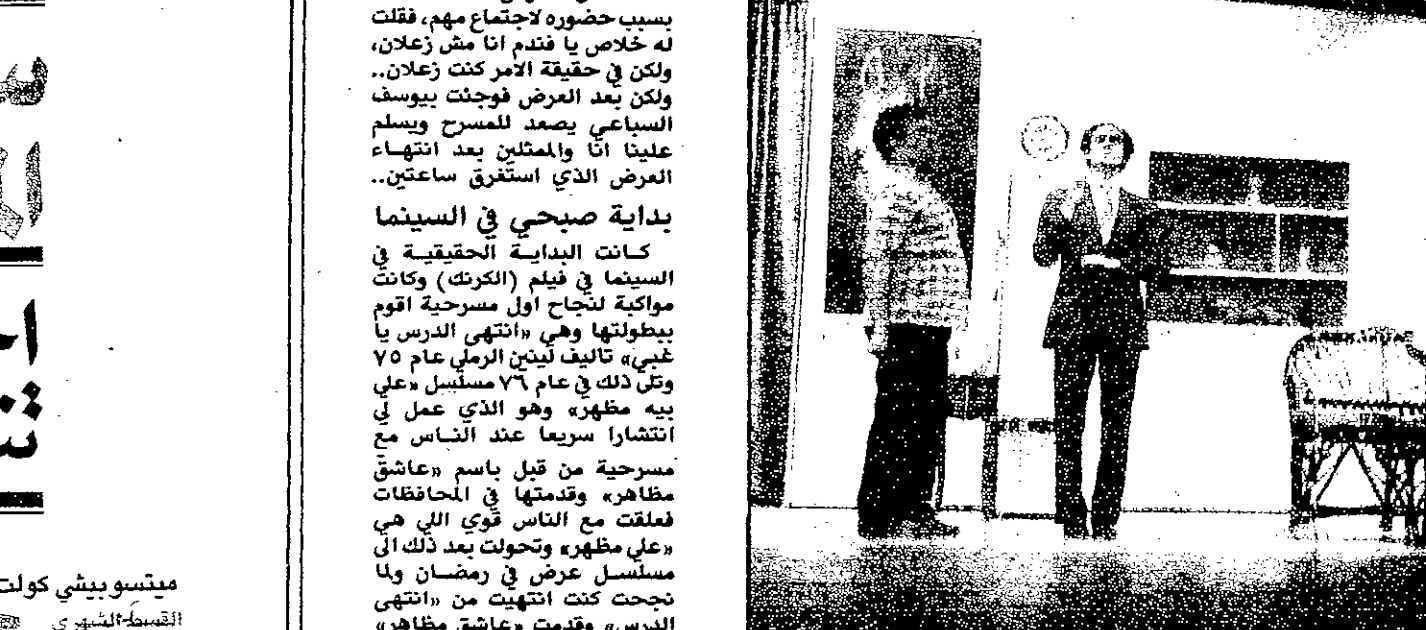 بسبب حضوره لاجتماع مهم، فقلت
له خلاص يا فندم انا مش زعلان،
ولكن في حقيقة الامر كنت زعلان..
ولكن بعد العرض فوجئت بيوسف
السباعي يصعد للمسرح ويسلم
علينا انا والممثلين بعد انتهاء
العرض الذي استغرق ساعتين..
بداية صبحي في السينما
كانت البداية الحقيقية في
السينما في فيلم (الكرنك) وكانت
مواكبة لنجاح اول مسرحية اقوم
ببطولتها وهي «انتهى الدرس يا
غبي» تاليف لينين الرملي عام ٧٥
وتلى ذلك في عام ٧٦ مسلسل «علي
بيه مظهر» وهو الذي عمل لي
انتشارا سريعا عند الناس مع
مسرحية من قبل باسم «عاشق
مظاهر» وقدمتها في المحافظات
فعلقت مع الناس قوي اللي هي
«علي مظهر» وتحولت بعد ذلك الى
مسلسل عرض في رمضان ولما
نجحت كنت انتهيت من «انتهى
الدرس» وقدمت «عاشق مظاهر»
ميتسوبيشي كولت
القسط الشهري